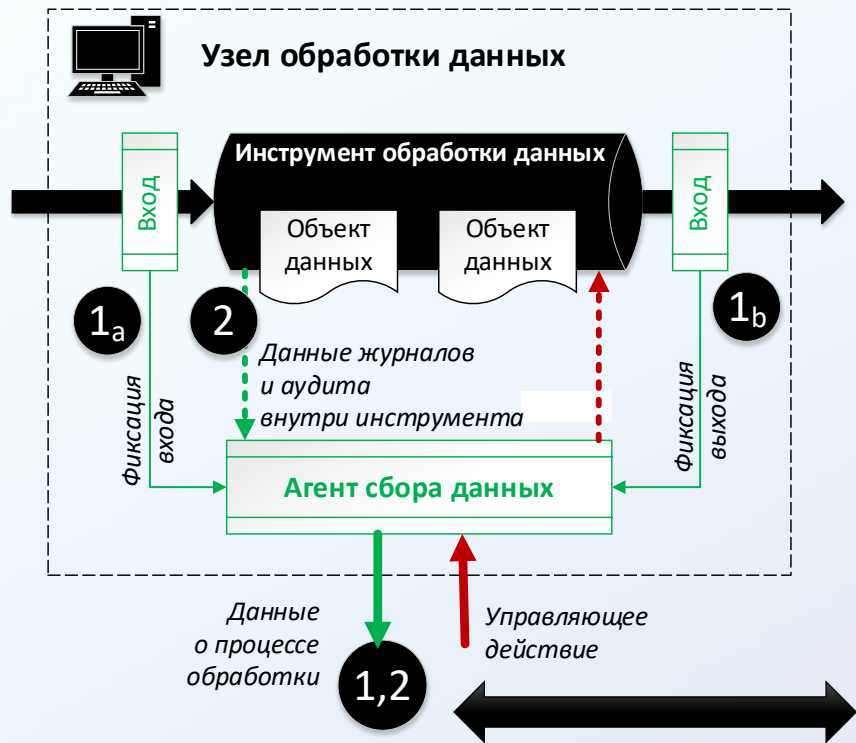 Узел обработки данных
Инструмент обработки данных
Вход
Объект
данных
Объект
данных
Вход
1a
2
1b
Данные журналов
и аудита
внутри инструмента
Фиксация
входа
Фиксация
выхода
Агент сбора данных
Данные
о процессе
обработки
1,2
Управляющее
действие